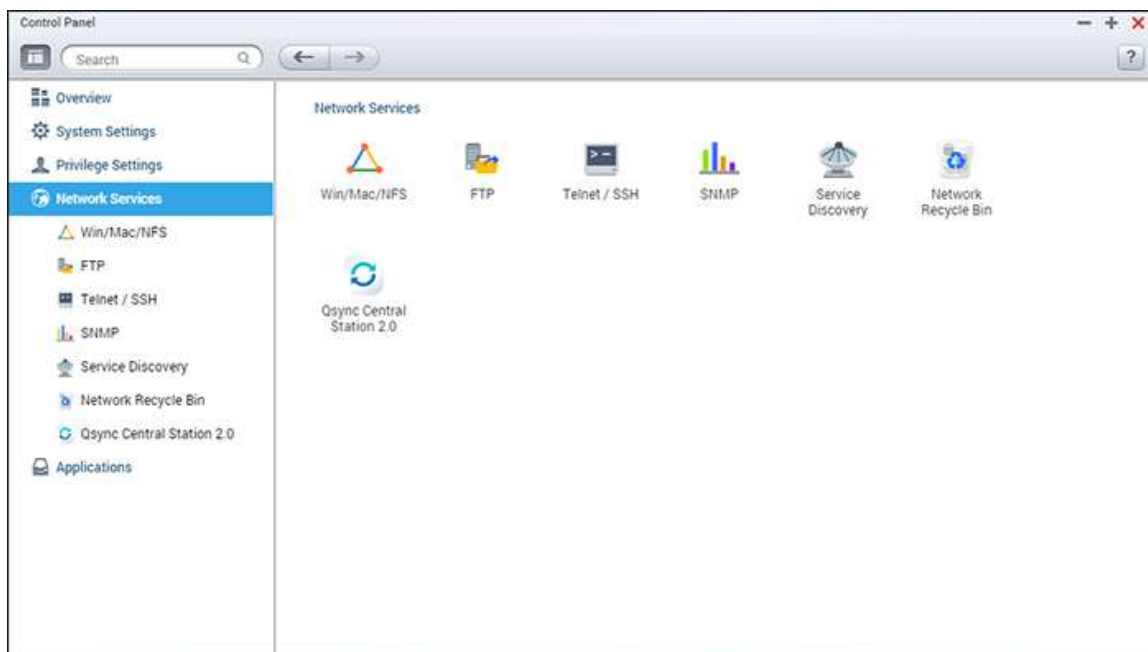 Control Panel
Search
?
Overview
System Settings
Privilege Settings
Network Services
Win/Mac/NFS
FTP
Telnet / SSH
SNMP
Service Discovery
Network Recycle Bin
Qsync Central Station 2.0
Applications
Network Services
Win/Mac/NFS
FTP
Telnet / SSH
SNMP
Service
Discovery
Network
Recycle Bin
Qsync Central
Station 2.0